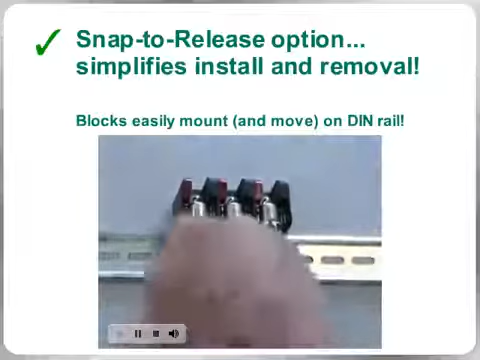 Snap-to-Release option...
simplifies install and removal!
Blocks easily mount (and move) on DIN rail!